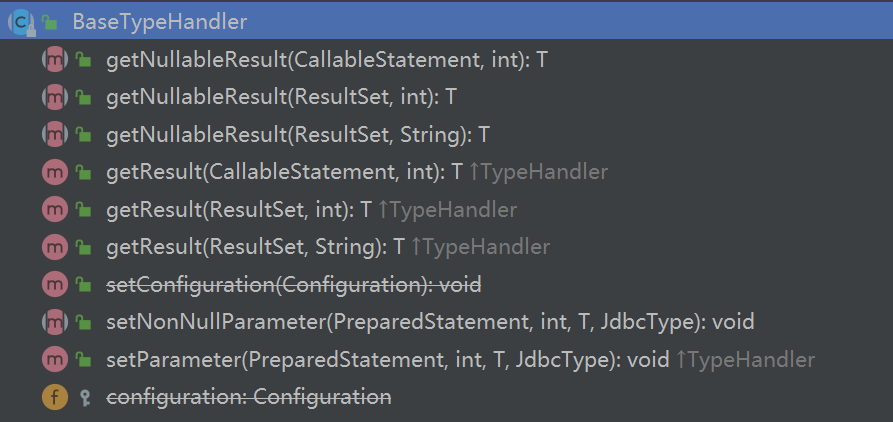 BaseTypeHandler
getNullableResult(CallableStatement, int): T
getNullableResult(ResultSet, int): T
getNullableResult(ResultSet, String): T
getResult(CallableStatement, int): T ↑TypeHandler
getResult(ResultSet, int): T ↑TypeHandler
getResult(ResultSet, String): T ↑TypeHandler
setConfiguration(Configuration): void
setNonNullParameter(PreparedStatement, int, T, JdbcType): void
setParameter(PreparedStatement, int, T, JdbcType): void ↑TypeHandler
configuration: Configuration